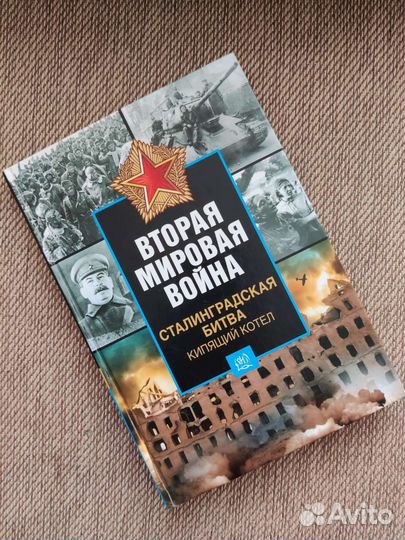 ВТОРАЯ
МИРОВАЯ
ВОЙНА
СТАЛИНГРАДСКАЯ
БИТВА
КИПЯЩИЙ КОТЕЛ
Avito